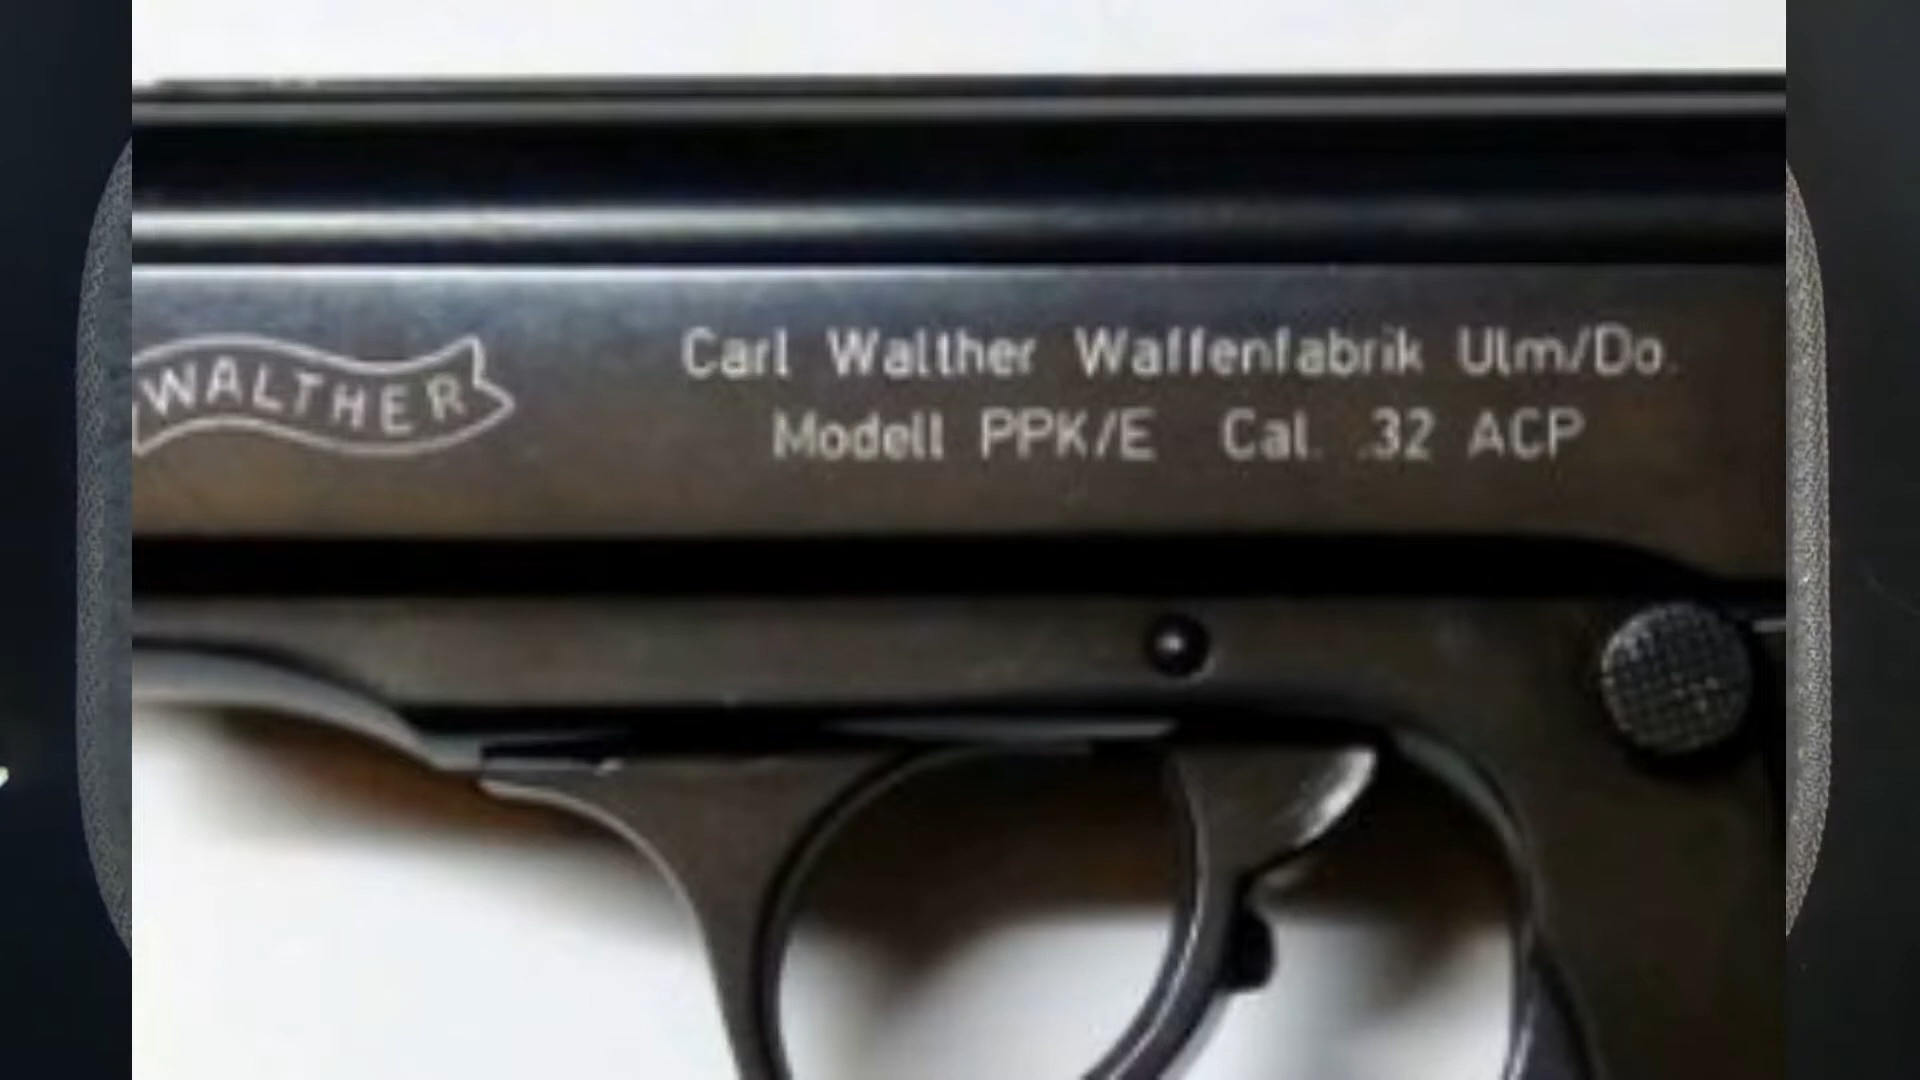 WALTHER
Carl Walther Waffenfabrik Ulm/Do.
Modell PPK/E Cal. .32 ACP